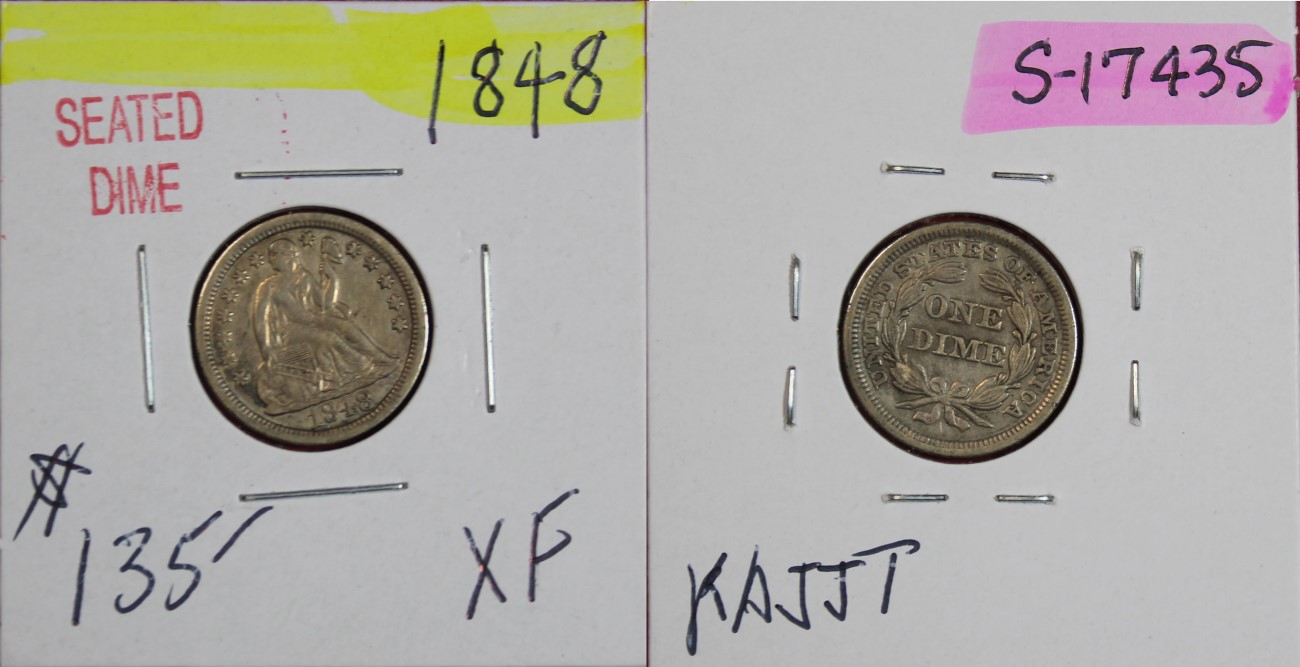 1848
SEATED
DIME
1848
$135
XF
S-17435
UNITED STATES OF AMERICA
ONE
DIME
KAJJT